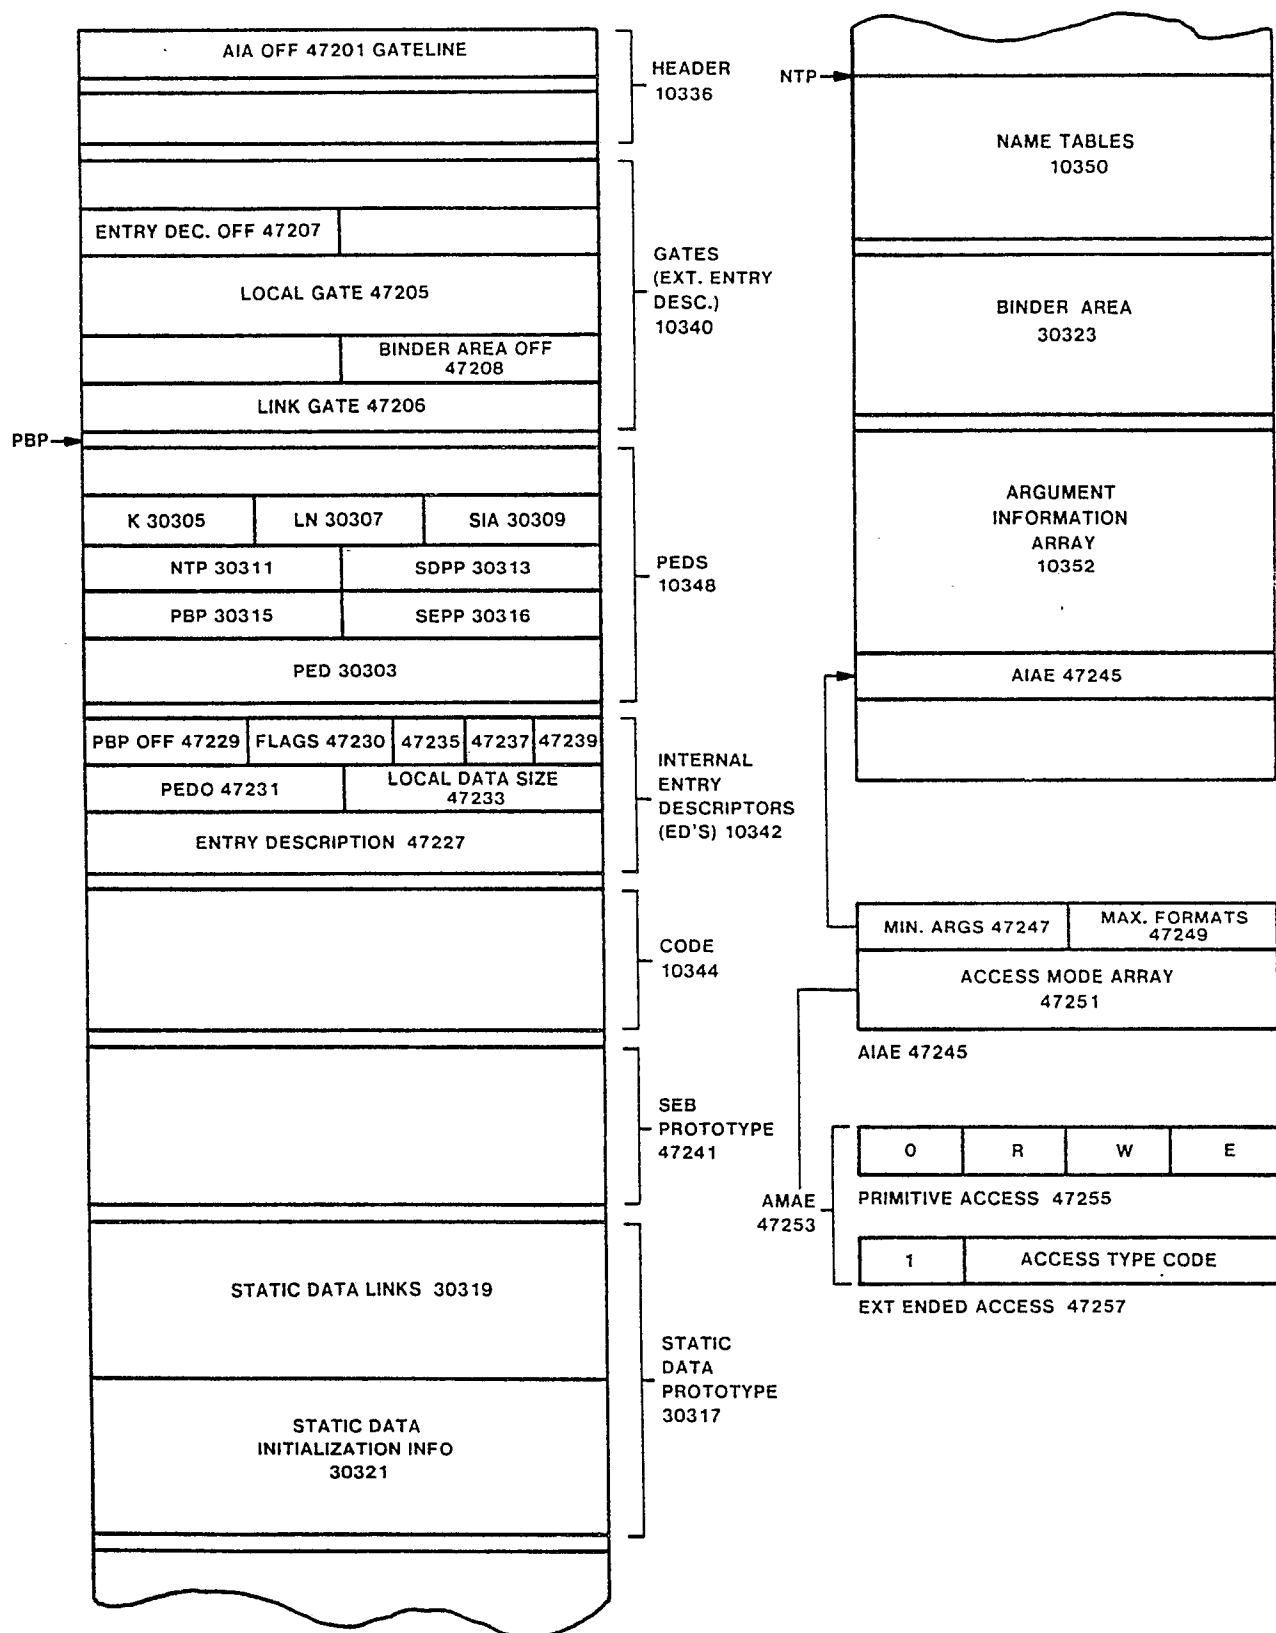 AIA OFF 47201 GATELINE
HEADER
10336
ENTRY DEC. OFF 47207
LOCAL GATE 47205
BINDER AREA OFF
47208
LINK GATE 47206
GATES
(EXT. ENTRY
DESC.)
10340
PBP
K 30305
LN 30307
SIA 30309
NTP 30311
SDPP 30313
PBP 30315
SEPP 30316
PED 30303
PEDS
10348
PBP OFF 47229
FLAGS 47230
47235
47237
47239
PEDO 47231
LOCAL DATA SIZE
47233
ENTRY DESCRIPTION 47227
INTERNAL
ENTRY
DESCRIPTORS
(ED'S) 10342
CODE
10344
SEB
PROTOTYPE
47241
STATIC DATA LINKS 30319
STATIC DATA
INITIALIZATION INFO
30321
STATIC
DATA
PROTOTYPE
30317
NTP
NAME TABLES
10350
BINDER AREA
30323
ARGUMENT
INFORMATION
ARRAY
10352
AIAE 47245
MIN. ARGS 47247
MAX. FORMATS
47249
ACCESS MODE ARRAY
47251
AIAE 47245
AMAE
47253
O
R
W
E
PRIMITIVE ACCESS 47255
1
ACCESS TYPE CODE
EXT ENDED ACCESS 47257